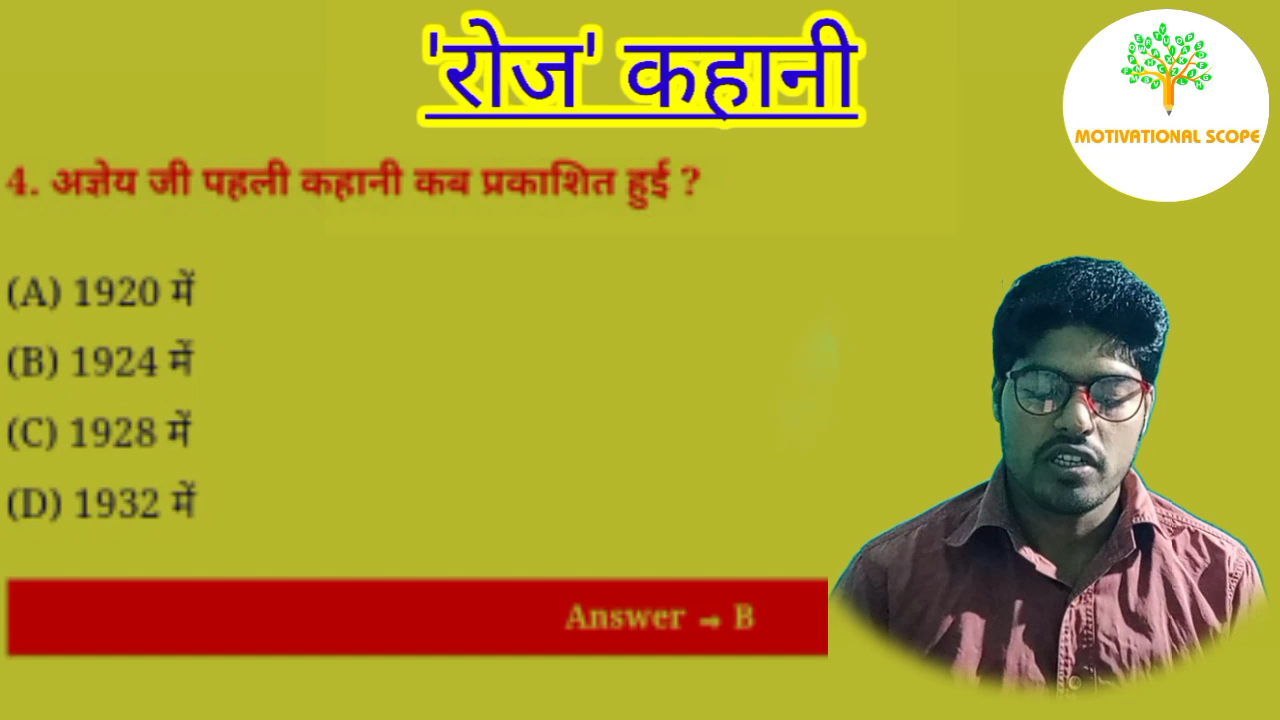 'रोज' कहानी
MOTIVATIONAL SCOPE
4. अज्ञेय जी पहली कहानी कब प्रकाशित हुई ?
(A) 1920 में
(B) 1924 में
(C) 1928 में
(D) 1932 में
Answer → B